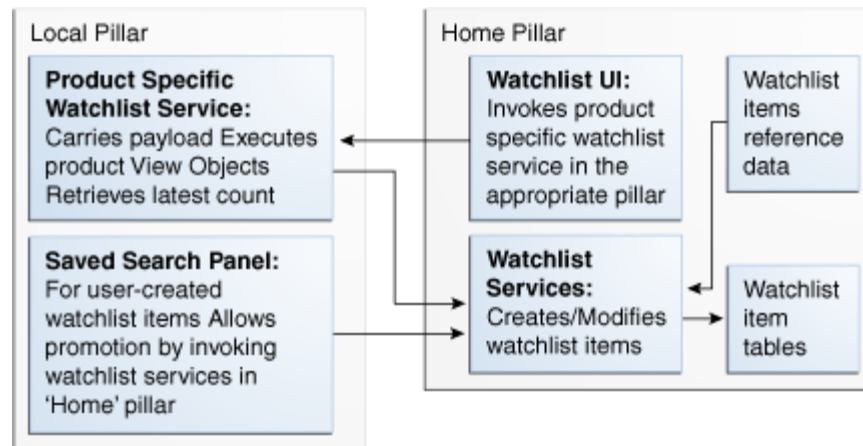 Local Pillar
Product Specific
Watchlist Service:
Carries payload Executes
product View Objects
Retrieves latest count
Saved Search Panel:
For user-created
watchlist items Allows
promotion by invoking
watchlist services in
‘Home’ pillar
Home Pillar
Watchlist UI:
Invokes product
specific watchlist
service in the
appropriate pillar
Watchlist
items
reference
data
Watchlist
Services:
Creates/Modifies
watchlist items
Watchlist
item
tables